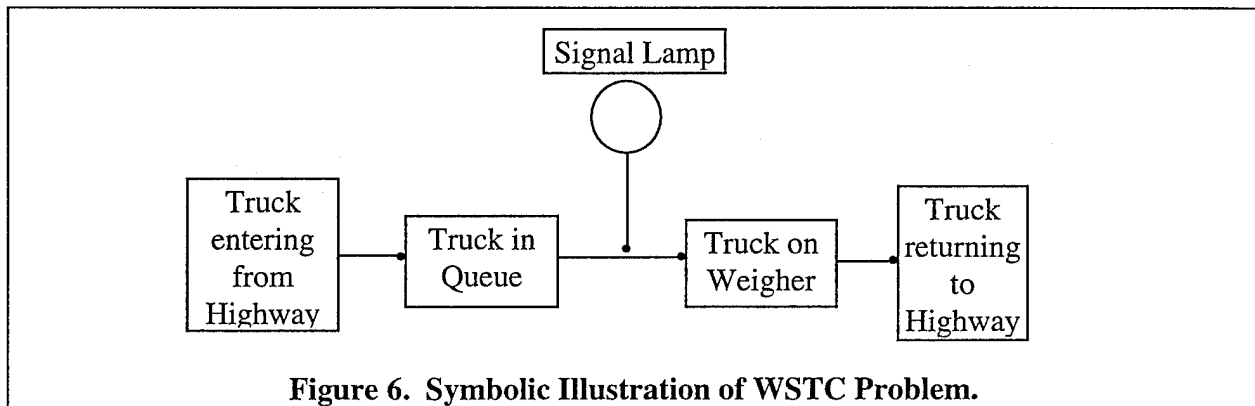 Signal Lamp
Truck
entering
from
Highway
Truck in
Queue
Truck on
Weigher
Truck
returning
to
Highway
Figure 6. Symbolic Illustration of WSTC Problem.